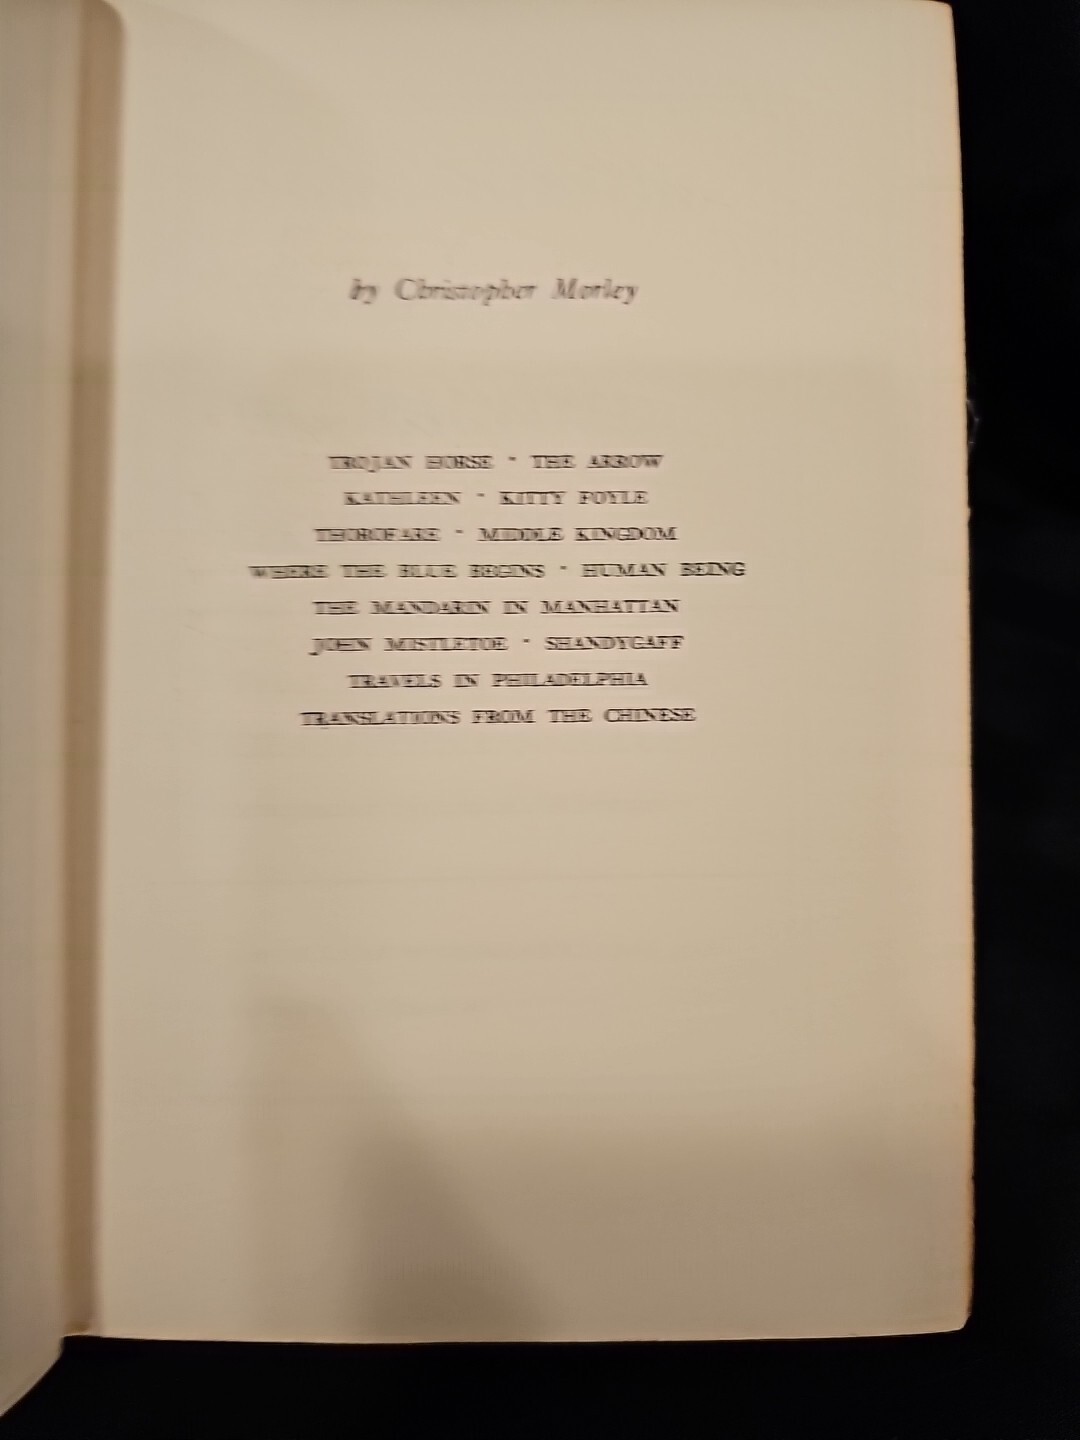 by Christopher Morley
TROJAN HORSE · THE ARROW
KATHLEEN · KITTY FOYLE
THOROFARE · MIDDLE KINGDOM
WHERE THE BLUE BEGINS · HUMAN BEING
THE MANDARIN IN MANHATTAN
JOHN MISTLETOE · SHANDYGAFF
TRAVELS IN PHILADELPHIA
TRANSLATIONS FROM THE CHINESE